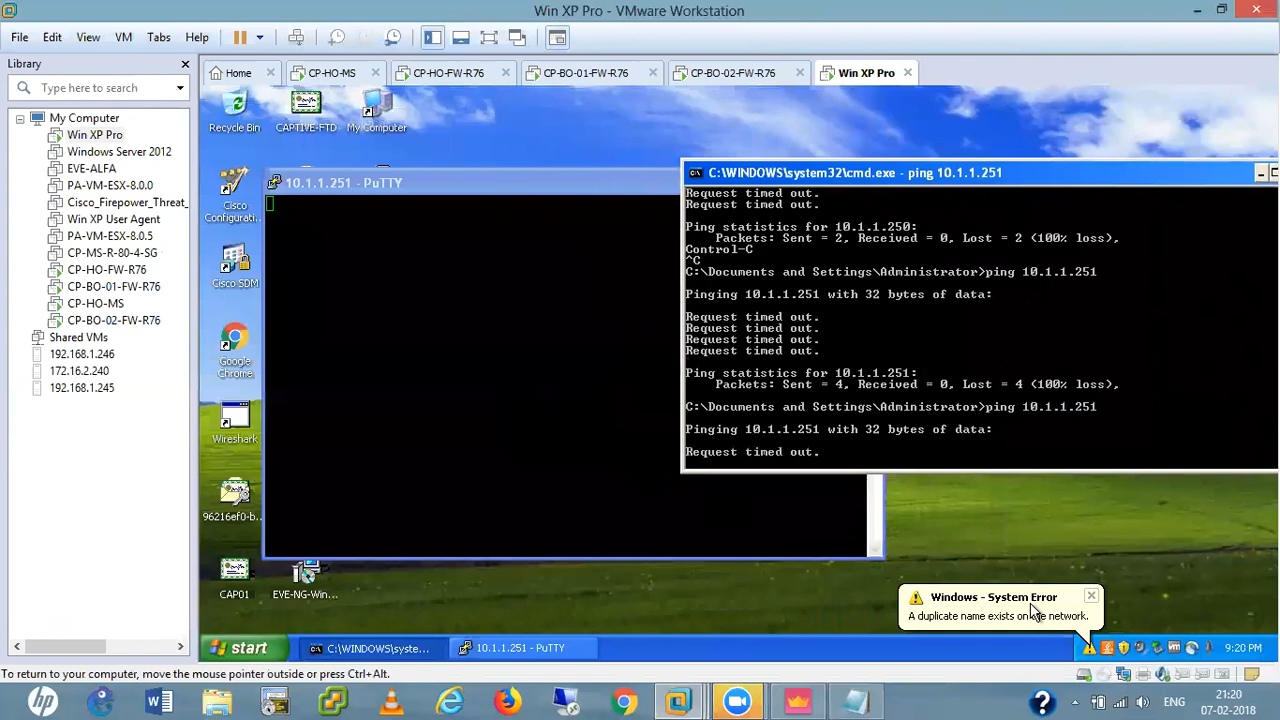 Win XP Pro - VMware Workstation
File Edit View VM Tabs Help
Library
Type here to search
Home
CP-HO-MS
CP-HO-FW-R76
CP-BO-01-FW-R76
CP-BO-02-FW-R76
Win XP Pro
My Computer
Win XP Pro
Windows Server 2012
EVE-ALFA
PA-VM-ESX-8.0.0
Cisco_Firepower_Threat_
Win XP User Agent
PA-VM-ESX-8.0.5
CP-MS-R-80-4-SG
CP-HO-FW-R76
CP-BO-01-FW-R76
CP-HO-MS
CP-BO-02-FW-R76
Shared VMs
192.168.1.246
172.16.2.240
192.168.1.245
Recycle Bin
CAPTIVE-FTD
My Computer
Cisco
Configurati...
Cisco SDM
Google
Chrome
Wireshark
96216ef0-b...
CAP01
EVE-NG-Win...
10.1.1.251 - PuTTY
C:\WINDOWS\system32\cmd.exe - ping 10.1.1.251
Request timed out.
Request timed out.
Ping statistics for 10.1.1.250:
Packets: Sent = 2, Received = 0, Lost = 2 (100% loss),
Control-C
^C
C:\Documents and Settings\Administrator>ping 10.1.1.251
Pinging 10.1.1.251 with 32 bytes of data:
Request timed out.
Request timed out.
Request timed out.
Request timed out.
Ping statistics for 10.1.1.251:
Packets: Sent = 4, Received = 0, Lost = 4 (100% loss),
C:\Documents and Settings\Administrator>ping 10.1.1.251
Pinging 10.1.1.251 with 32 bytes of data:
Request timed out.
Windows - System Error
A duplicate name exists on the network.
start
C:\WINDOWS\syste...
10.1.1.251 - PuTTY
9:20 PM
To return to your computer, move the mouse pointer outside or press Ctrl+Alt.
ENG
21:20
07-02-2018